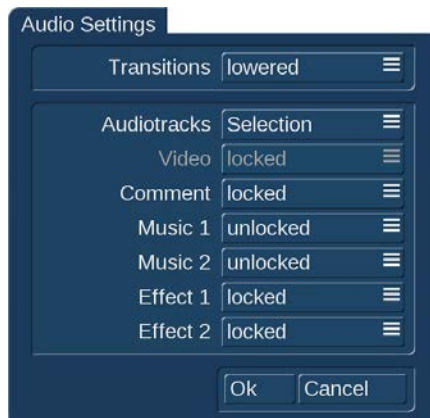 Audio Settings
Transitions lowered
Audiotracks Selection
Video locked
Comment locked
Music 1 unlocked
Music 2 unlocked
Effect 1 locked
Effect 2 locked
Ok Cancel